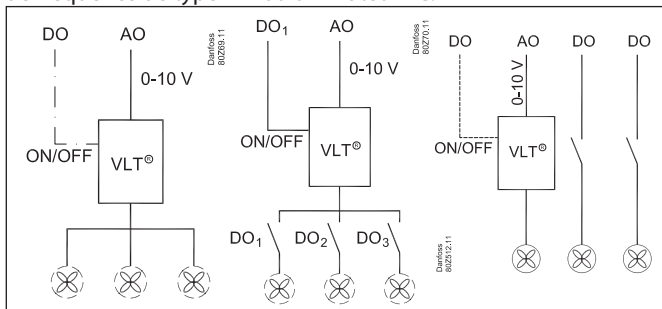 DO
AO
0-10 V
ON/OFF
VLT®
Danfoss
80Z69.11
DO1
AO
0-10 V
ON/OFF
VLT®
DO1
DO2
DO3
Danfoss
80Z70.11
DO
AO
DO
DO
0-10 V
ON/OFF
VLT®
Danfoss
80Z512.11